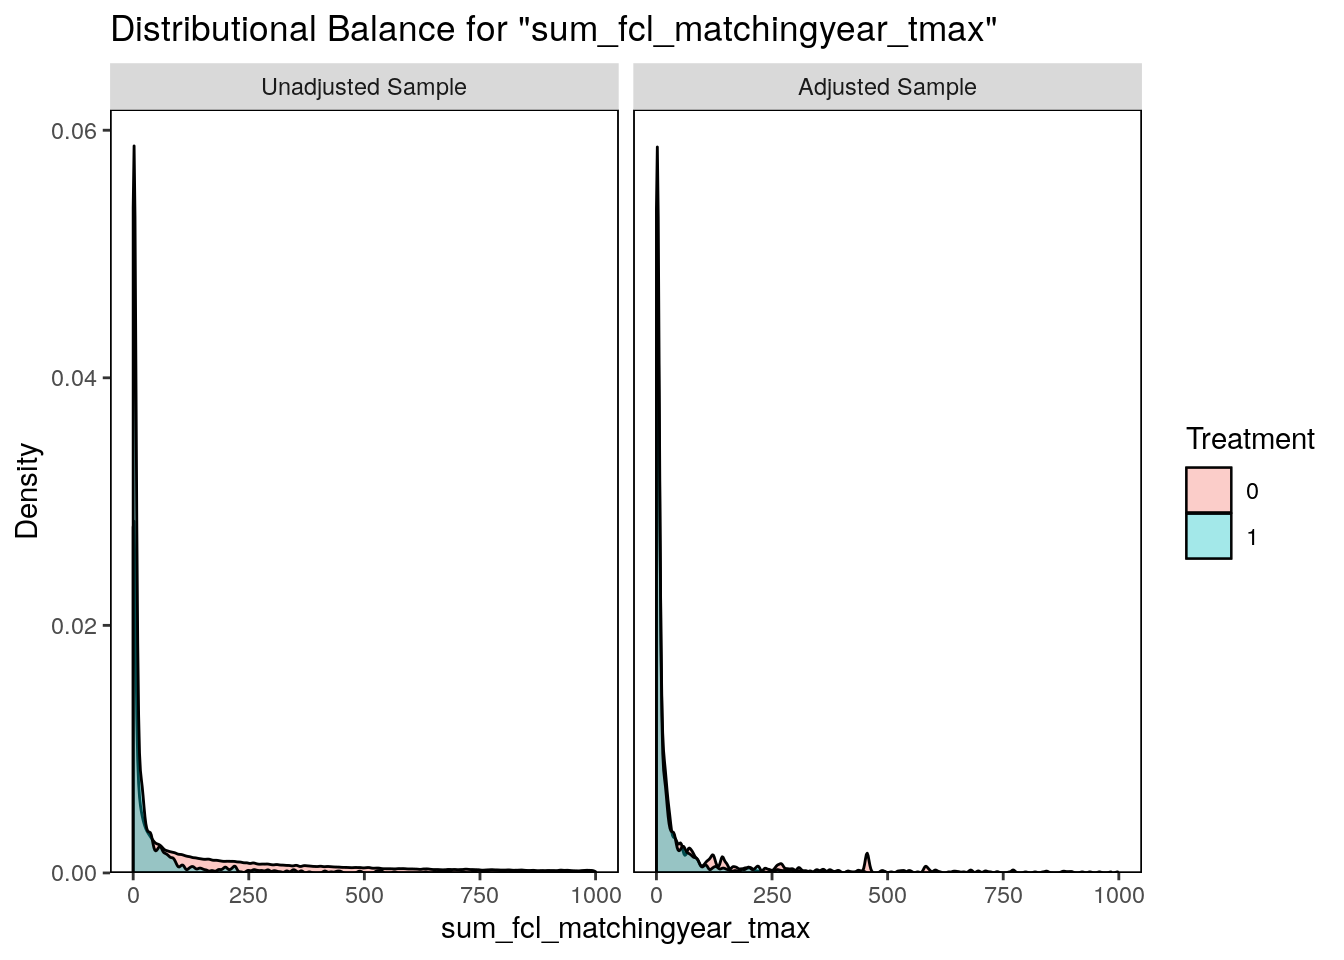 Distributional Balance for "sum_fcl_matchingyear_tmax"
Unadjusted Sample
Adjusted Sample
0.06
0.04
0.02
0.00
Density
0 250 500 750 1000
0 250 500 750 1000
sum_fcl_matchingyear_tmax
Treatment
0
1